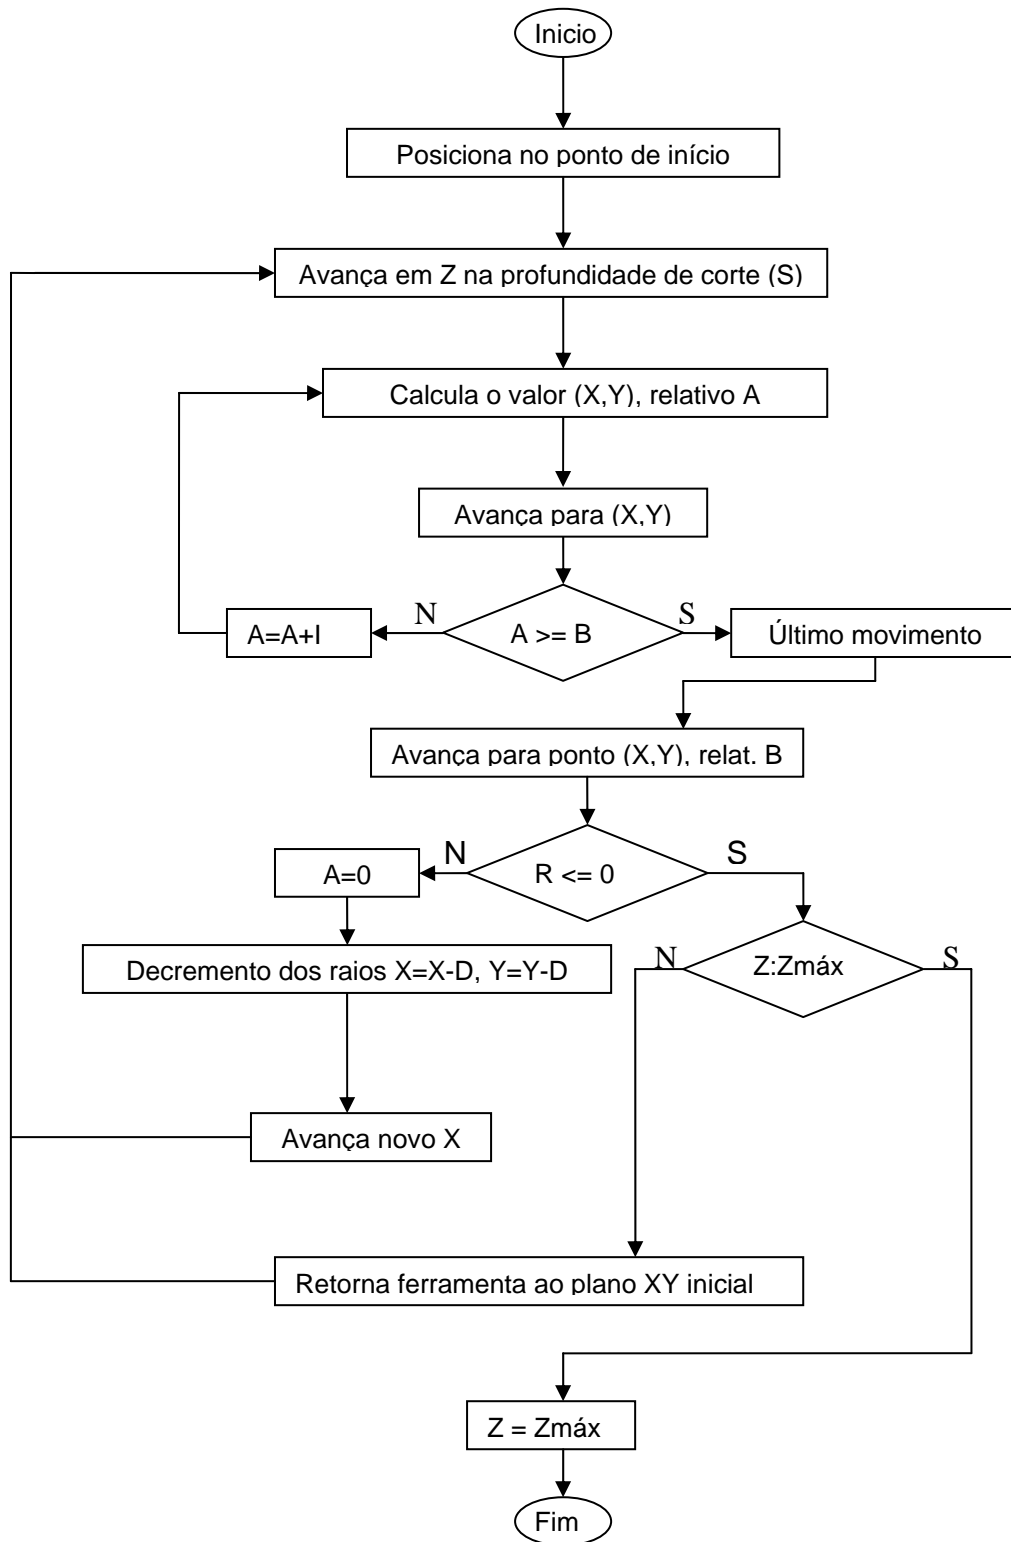 Inicio
Posiciona no ponto de início
Avança em Z na profundidade de corte (S)
Calcula o valor (X,Y), relativo A
Avança para (X,Y)
N
S
A=A+I
A >= B
Último movimento
Avança para ponto (X,Y), relat. B
N
S
A=0
R <= 0
N
Z:Zmáx
S
Decremento dos raios X=X-D, Y=Y-D
Avança novo X
Retorna ferramenta ao plano XY inicial
Z = Zmáx
Fim